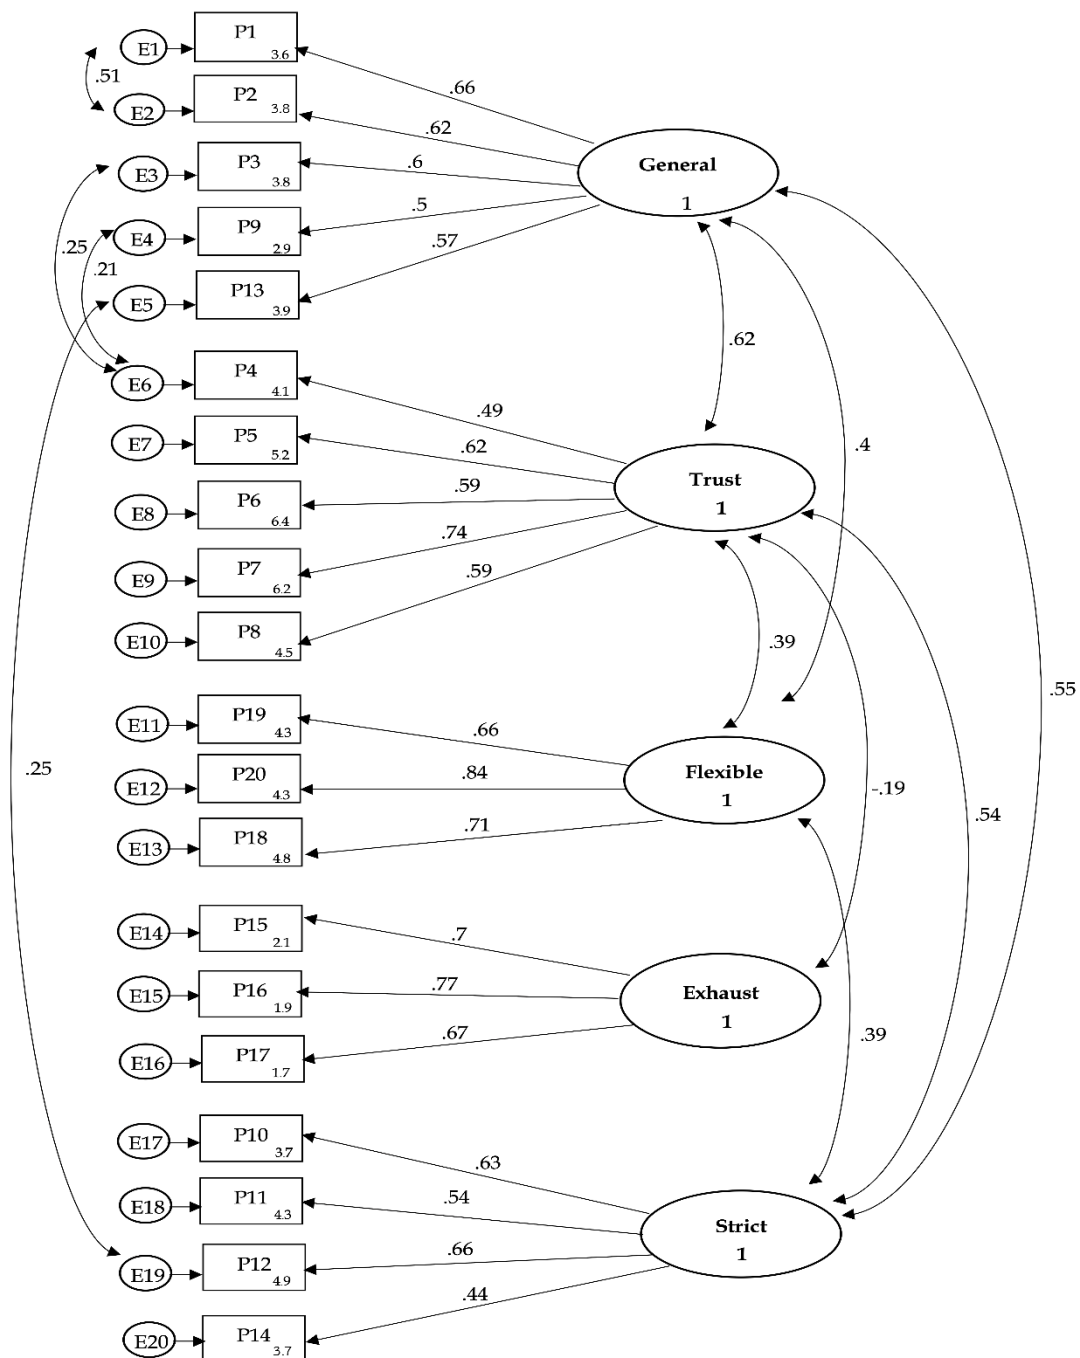 E1
P1
3.6
.66
.51
E2
P2
3.8
.62
E3
P3
3.8
.6
General
1
E4
P9
2.9
.5
.25
.21
E5
P13
3.9
.57
.62
E6
P4
4.1
.49
E7
P5
5.2
.62
.4
E8
P6
6.4
.59
Trust
1
E9
P7
6.2
.74
E10
P8
4.5
.59
.39
.55
E11
P19
4.3
.66
.25
E12
P20
4.3
.84
Flexible
1
-.19
.54
E13
P18
4.8
.71
E14
P15
2.1
.7
E15
P16
1.9
.77
Exhaust
1
E16
P17
1.7
.67
.39
E17
P10
3.7
.63
E18
P11
4.3
.54
Strict
1
E19
P12
4.9
.66
E20
P14
3.7
.44